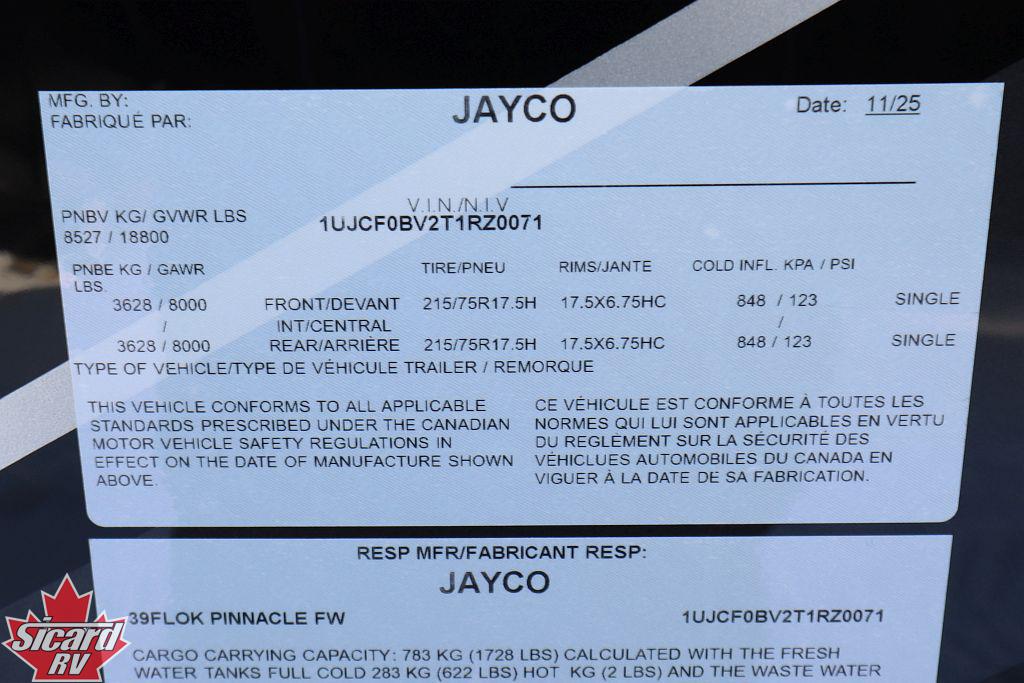 MFG. BY:
FABRIQUÉ PAR:
JAYCO
Date: 11/25
V.I.N./N.I.V
PNBV KG/ GVWR LBS
8527 / 18800
1UJCF0BV2T1RZ0071
PNBE KG / GAWR LBS.
TIRE/PNEU RIMS/JANTE COLD INFL. KPA / PSI
3628 / 8000 FRONT/DEVANT 215/75R17.5H 17.5X6.75HC 848 / 123 SINGLE
/ INT/CENTRAL /
3628 / 8000 REAR/ARRIÈRE 215/75R17.5H 17.5X6.75HC 848 / 123 SINGLE
TYPE OF VEHICLE/TYPE DE VÉHICULE TRAILER / REMORQUE
THIS VEHICLE CONFORMS TO ALL APPLICABLE
STANDARDS PRESCRIBED UNDER THE CANADIAN
MOTOR VEHICLE SAFETY REGULATIONS IN
EFFECT ON THE DATE OF MANUFACTURE SHOWN
ABOVE.
CE VÉHICULE EST CONFORME À TOUTES LES
NORMES QUI LUI SONT APPLICABLES EN VERTU
DU REGLÈMENT SUR LA SÉCURITÉ DES
VÉHICLUES AUTOMOBILES DU CANADA EN
VIGUER À LA DATE DE SA FABRICATION.
RESP MFR/FABRICANT RESP:
JAYCO
39FLOK PINNACLE FW 1UJCF0BV2T1RZ0071
CARGO CARRYING CAPACITY: 783 KG (1728 LBS) CALCULATED WITH THE FRESH
WATER TANKS FULL COLD 283 KG (622 LBS) HOT KG (2 LBS) AND THE WASTE WATER
Sicard
RV